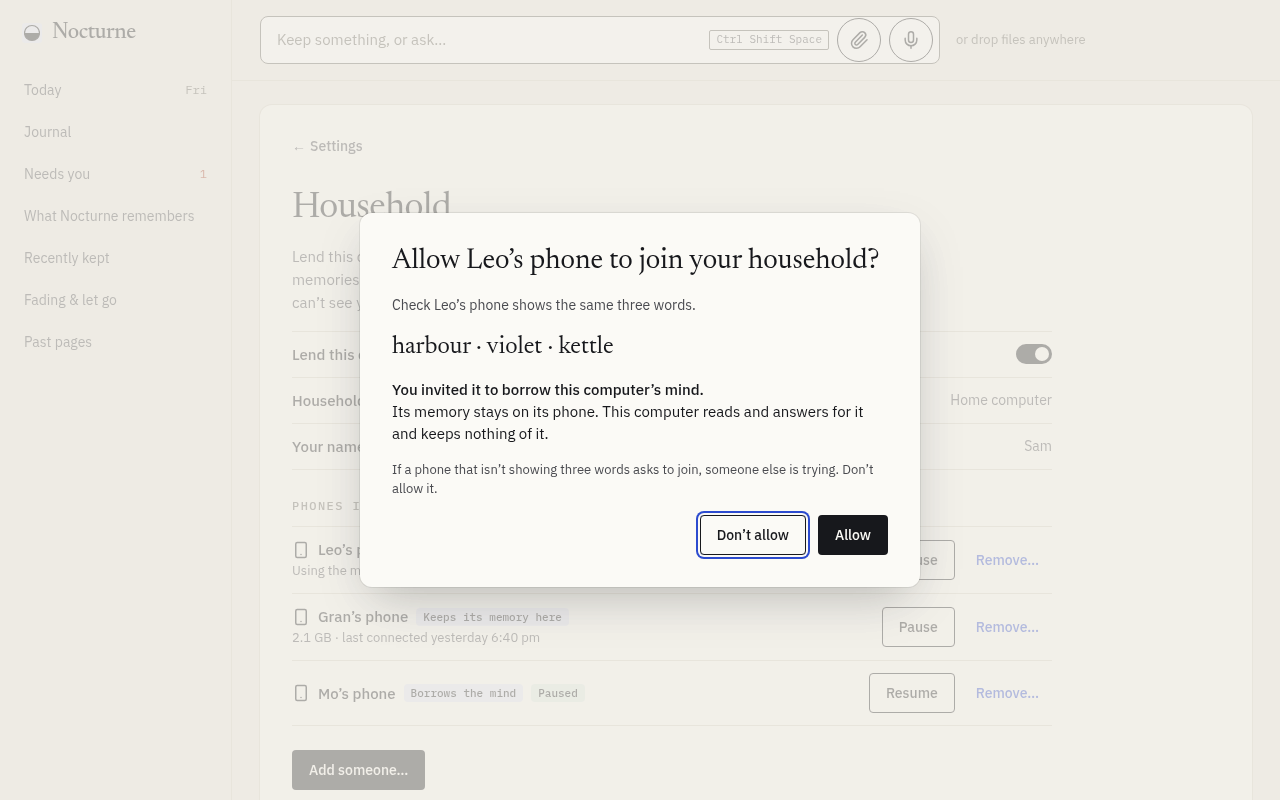 Nocturne
Keep something, or ask…
Ctrl Shift Space
or drop files anywhere
Today
Fri
Journal
Needs you
1
What Nocturne remembers
Recently kept
Fading & let go
Past pages
← Settings
Household
Lend this
memories
can’t see
Lend this
Household
Home computer
Your name
Sam
PHONES
Allow Leo’s phone to join your household?
Check Leo’s phone shows the same three words.
harbour · violet · kettle
You invited it to borrow this computer’s mind.
Its memory stays on its phone. This computer reads and answers for it
and keeps nothing of it.
If a phone that isn’t showing three words asks to join, someone else is trying. Don’t
allow it.
Don’t allow
Allow
Leo’s
Using the
Remove…
Gran’s phone
Keeps its memory here
2.1 GB · last connected yesterday 6:40 pm
Pause
Remove…
Mo’s phone
Borrows the mind
Paused
Resume
Remove…
Add someone…